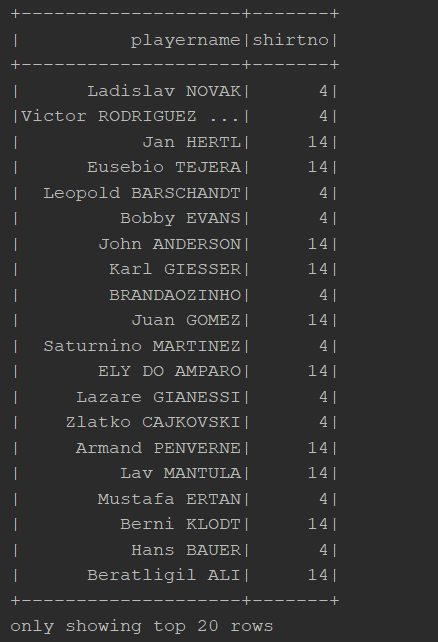 +--------------------+-------+
|          playername|shirtno|
+--------------------+-------+
|      Ladislav NOVAK|      4|
|Victor RODRIGUEZ ...|      4|
|           Jan HERTL|     14|
|      Eusebio TEJERA|     14|
|  Leopold BARSCHANDT|      4|
|         Bobby EVANS|      4|
|       John ANDERSON|     14|
|        Karl GIESSER|     14|
|        BRANDAOZINHO|      4|
|          Juan GOMEZ|     14|
|  Saturnino MARTINEZ|      4|
|       ELY DO AMPARO|     14|
|     Lazare GIANESSI|      4|
|    Zlatko CAJKOVSKI|      4|
|     Armand PENVERNE|     14|
|         Lav MANTULA|     14|
|       Mustafa ERTAN|      4|
|         Berni KLODT|     14|
|          Hans BAUER|      4|
|      Beratligil ALI|     14|
+--------------------+-------+
only showing top 20 rows